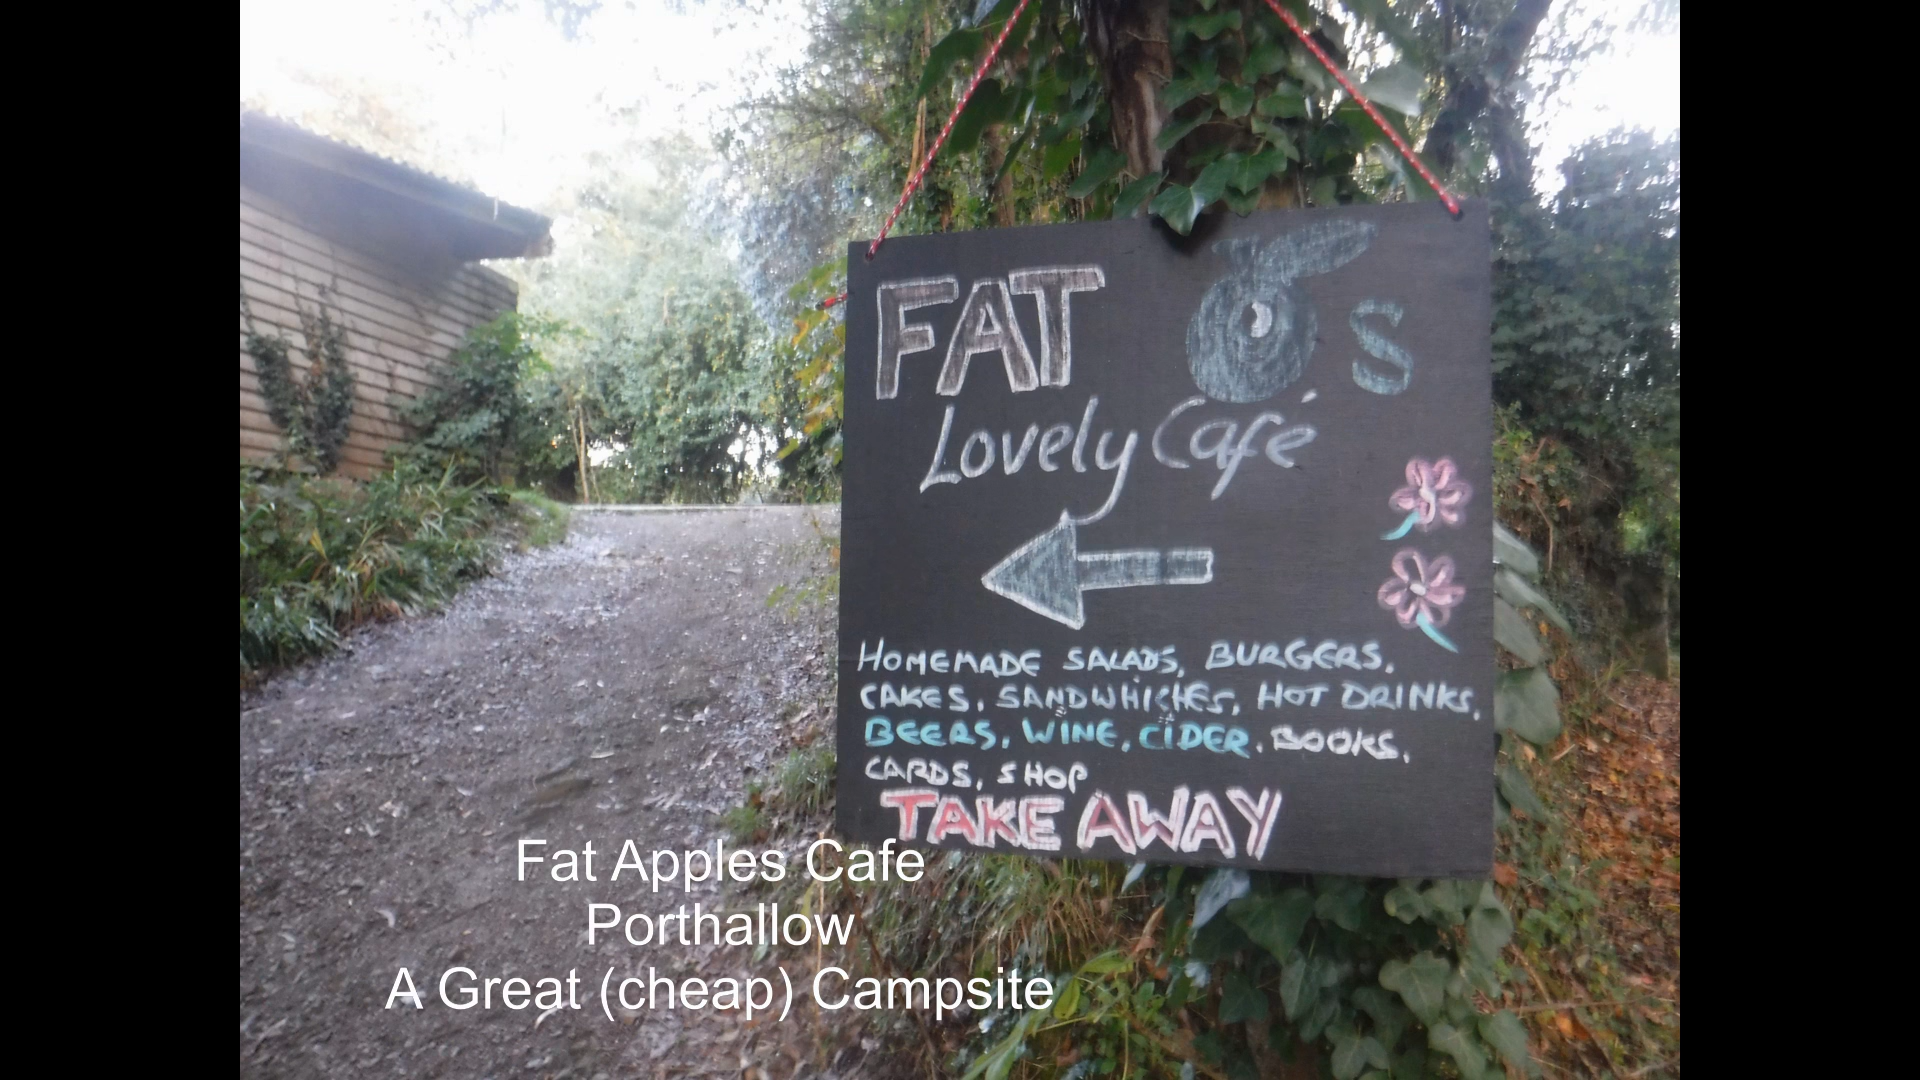 FAT S
Lovely Café
HOMEMADE SALADS, BURGERS,
CAKES, SANDWHICHES, HOT DRINKS,
BEERS, WINE, CIDER, BOOKS,
CARDS, SHOP
TAKE AWAY
Fat Apples Cafe
Porthallow
A Great (cheap) Campsite